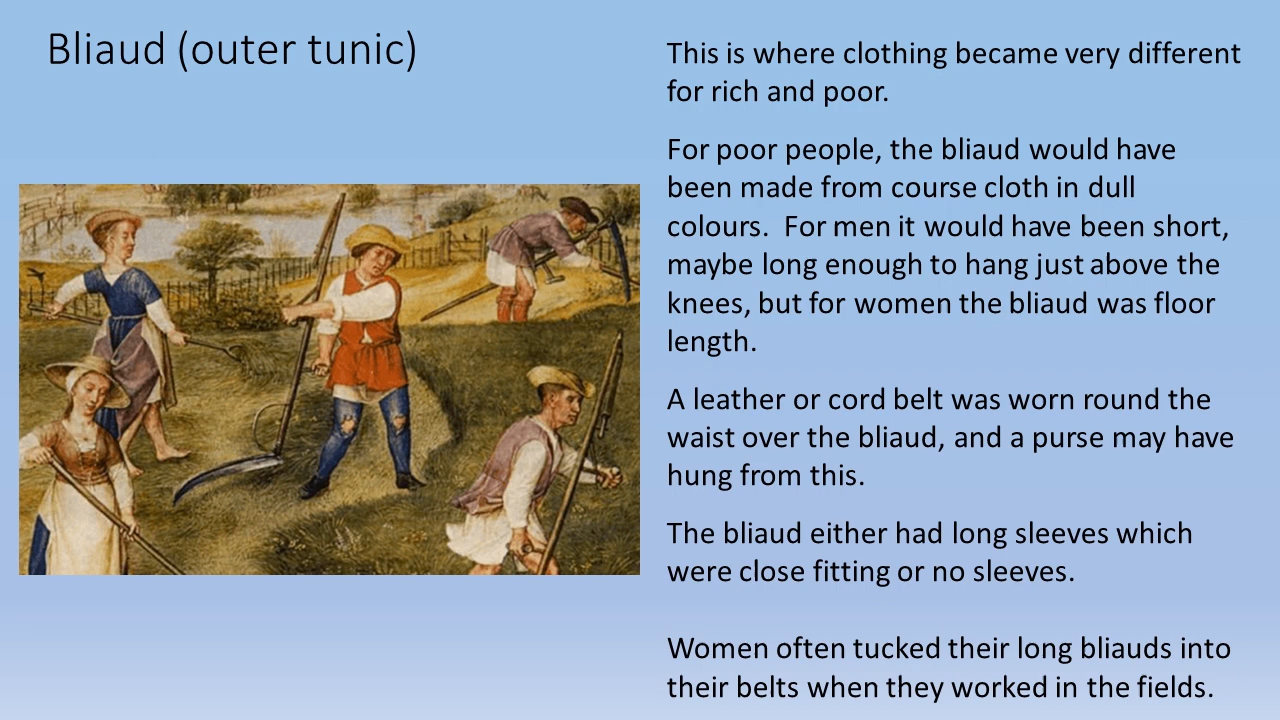 Bliaud (outer tunic)
This is where clothing became very different
for rich and poor.
For poor people, the bliaud would have
been made from course cloth in dull
colours.  For men it would have been short,
maybe long enough to hang just above the
knees, but for women the bliaud was floor
length.
A leather or cord belt was worn round the
waist over the bliaud, and a purse may have
hung from this.
The bliaud either had long sleeves which
were close fitting or no sleeves.
Women often tucked their long bliauds into
their belts when they worked in the fields.